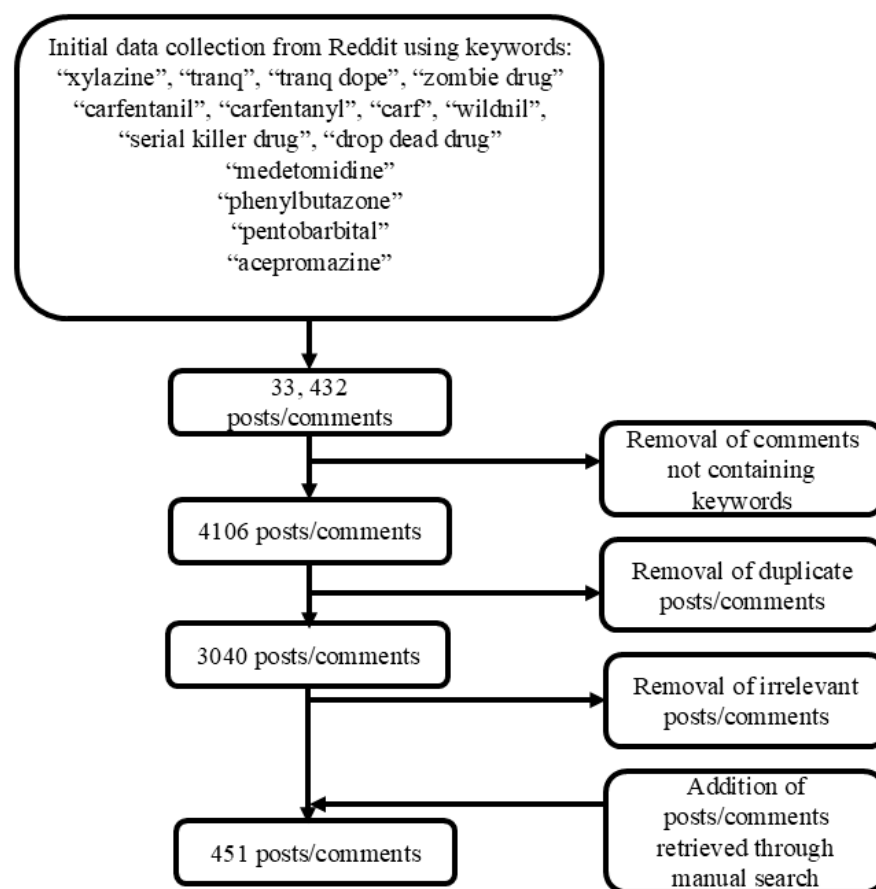 Initial data collection from Reddit using keywords:
“xylazine”, “tranq”, “tranq dope”, “zombie drug”
“carfentanil”, “carfentanyl”, “carf”, “wildnil”,
“serial killer drug”, “drop dead drug”
“medetomidine”
“phenylbutazone”
“pentobarbital”
“acepromazine”
33, 432
posts/comments
Removal of comments
not containing
keywords
4106 posts/comments
Removal of duplicate
posts/comments
3040 posts/comments
Removal of irrelevant
posts/comments
Addition of
posts/comments
retrieved through
manual search
451 posts/comments